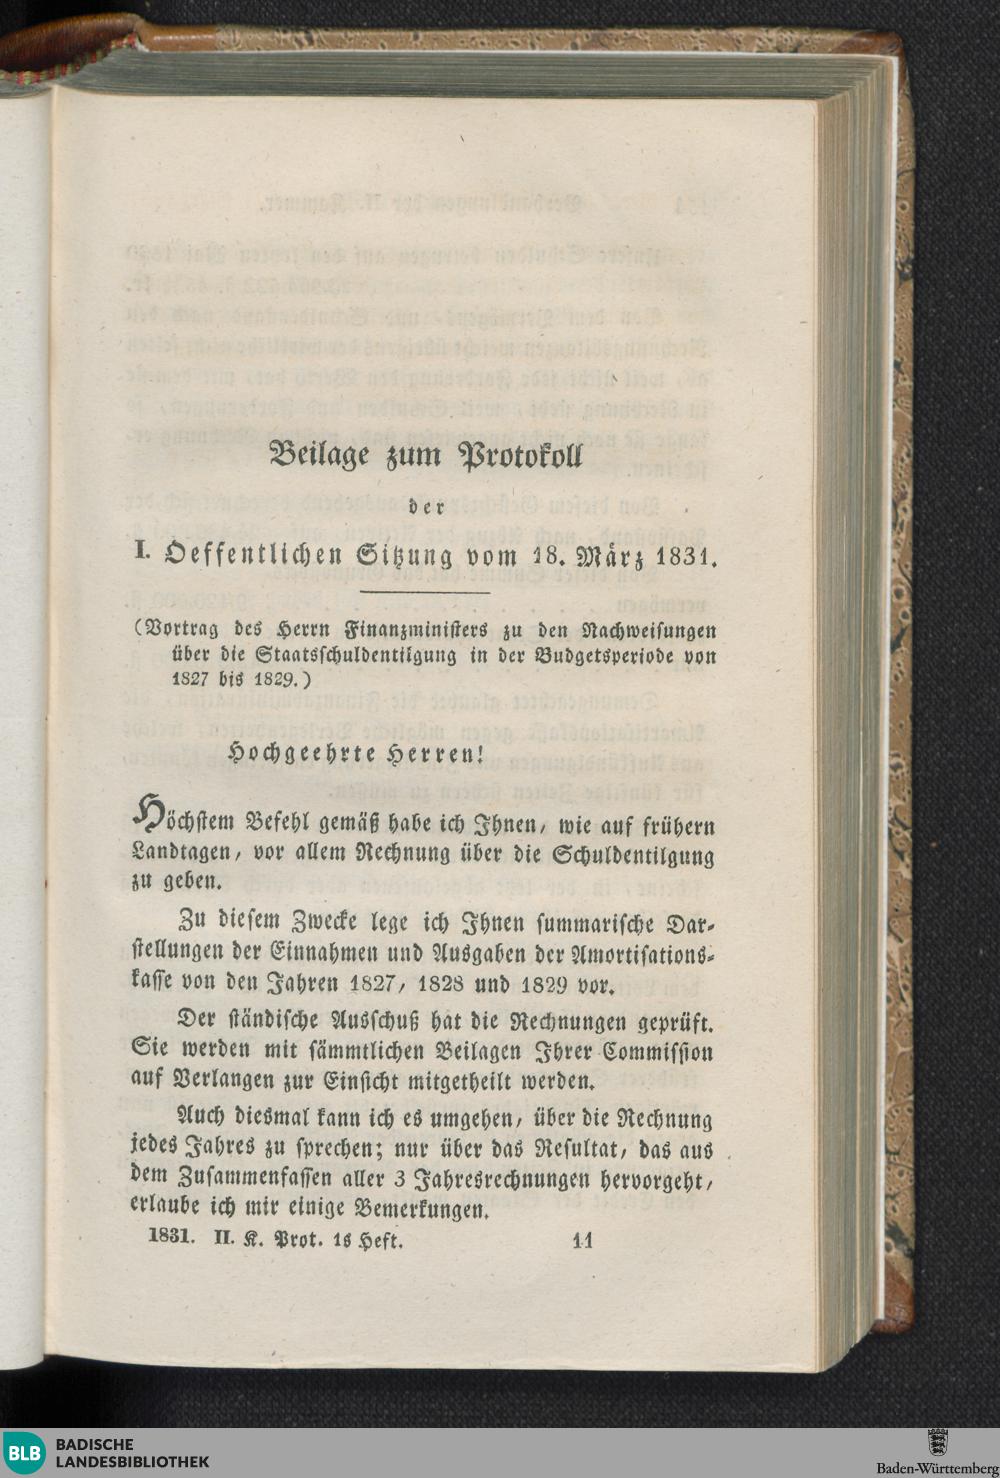 Beilage zum Protokoll
der
I. Oeffentlichen Sitzung vom 18. März 1831.
(Vortrag des Herrn Finanzministers zu den Nachweisungen
über die Staatsschuldentilgung in der Budgetsperiode von
1827 bis 1829.)
Hochgeehrte Herren!
Höchstem Befehl gemäß habe ich Ihnen, wie auf frühern
Landtagen, vor allem Rechnung über die Schuldentilgung
zu geben.
Zu diesem Zwecke lege ich Ihnen summarische Dar-
stellungen der Einnahmen und Ausgaben der Amortisations-
kasse von den Jahren 1827, 1828 und 1829 vor.
Der ständische Ausschuß hat die Rechnungen geprüft.
Sie werden mit sämmtlichen Beilagen Ihrer Commission
auf Verlangen zur Einsicht mitgetheilt werden.
Auch diesmal kann ich es umgehen, über die Rechnung
jedes Jahres zu sprechen; nur über das Resultat, das aus
dem Zusammenfassen aller 3 Jahresrechnungen hervorgeht,
erlaube ich mir einige Bemerkungen.
1831. II. K. Prot. 1s Heft. 11
BLB BADISCHE
LANDESBIBLIOTHEK
Baden-Württemberg